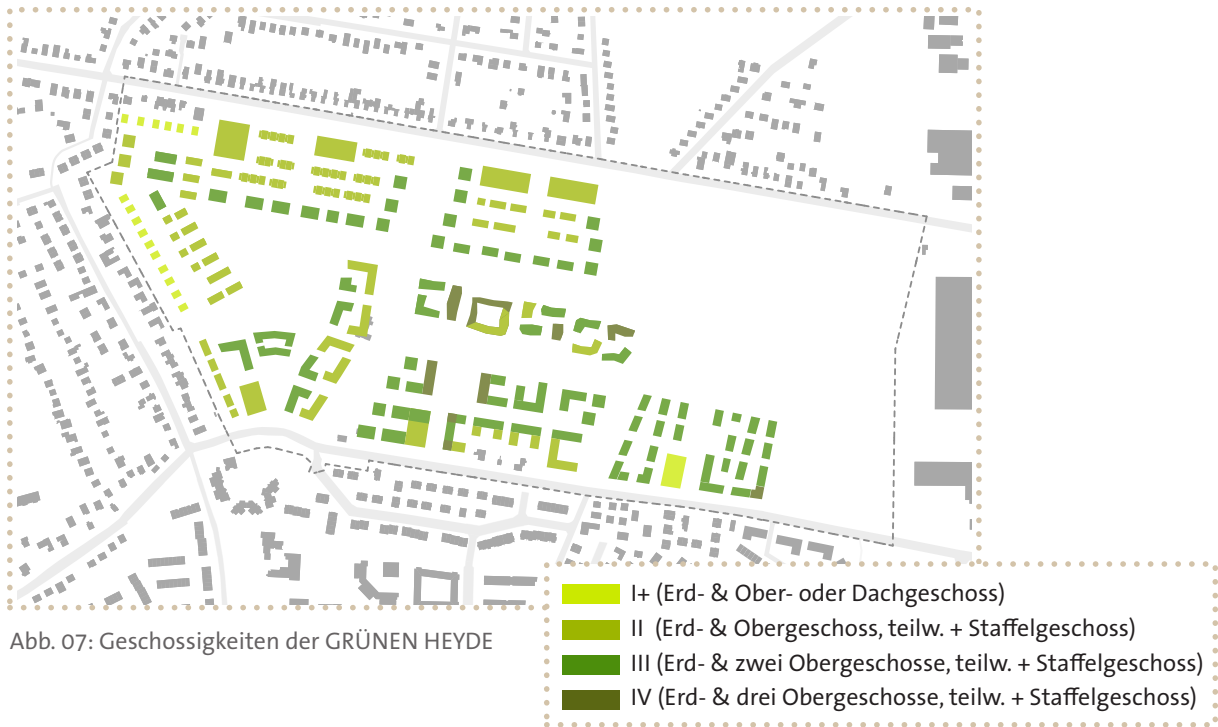 I+ (Erd- & Ober- oder Dachgeschoss)
II (Erd- & Obergeschoss, teilw. + Staffelgeschoss)
III (Erd- & zwei Obergeschosse, teilw. + Staffelgeschoss)
IV (Erd- & drei Obergeschosse, teilw. + Staffelgeschoss)
Abb. 07: Geschossigkeiten der GRÜNEN HEYDE